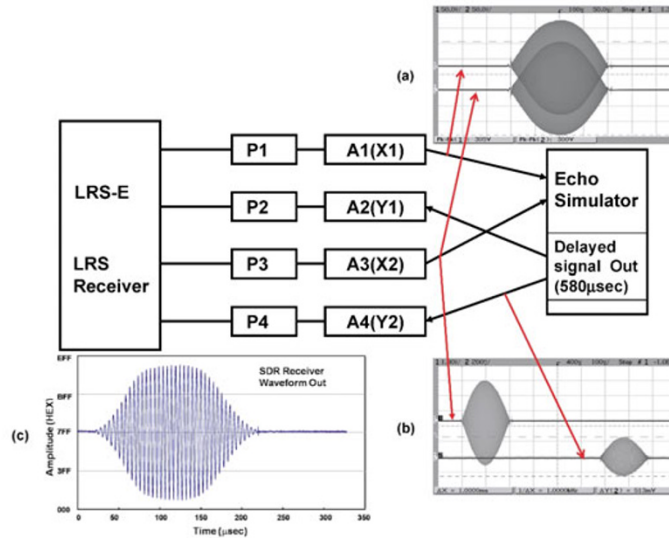 (a)
LRS-E
LRS
Receiver
P1
A1(X1)
P2
A2(Y1)
P3
A3(X2)
P4
A4(Y2)
Echo
Simulator
Delayed
signal Out
(580µsec)
(b)
(c)
SDR Receiver
Waveform Out
Amplitude (HEX)
EFF
BFF
7FF
3FF
000
0
50
100
150
200
250
300
350
Time (µsec)